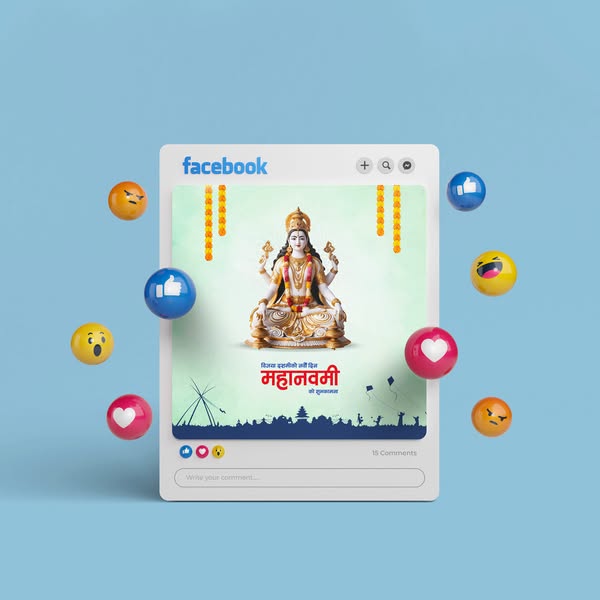 facebook
विजया दशमीको नवौँ दिन
महानवमी
को शुभकामना
15 Comments
Write your comment....